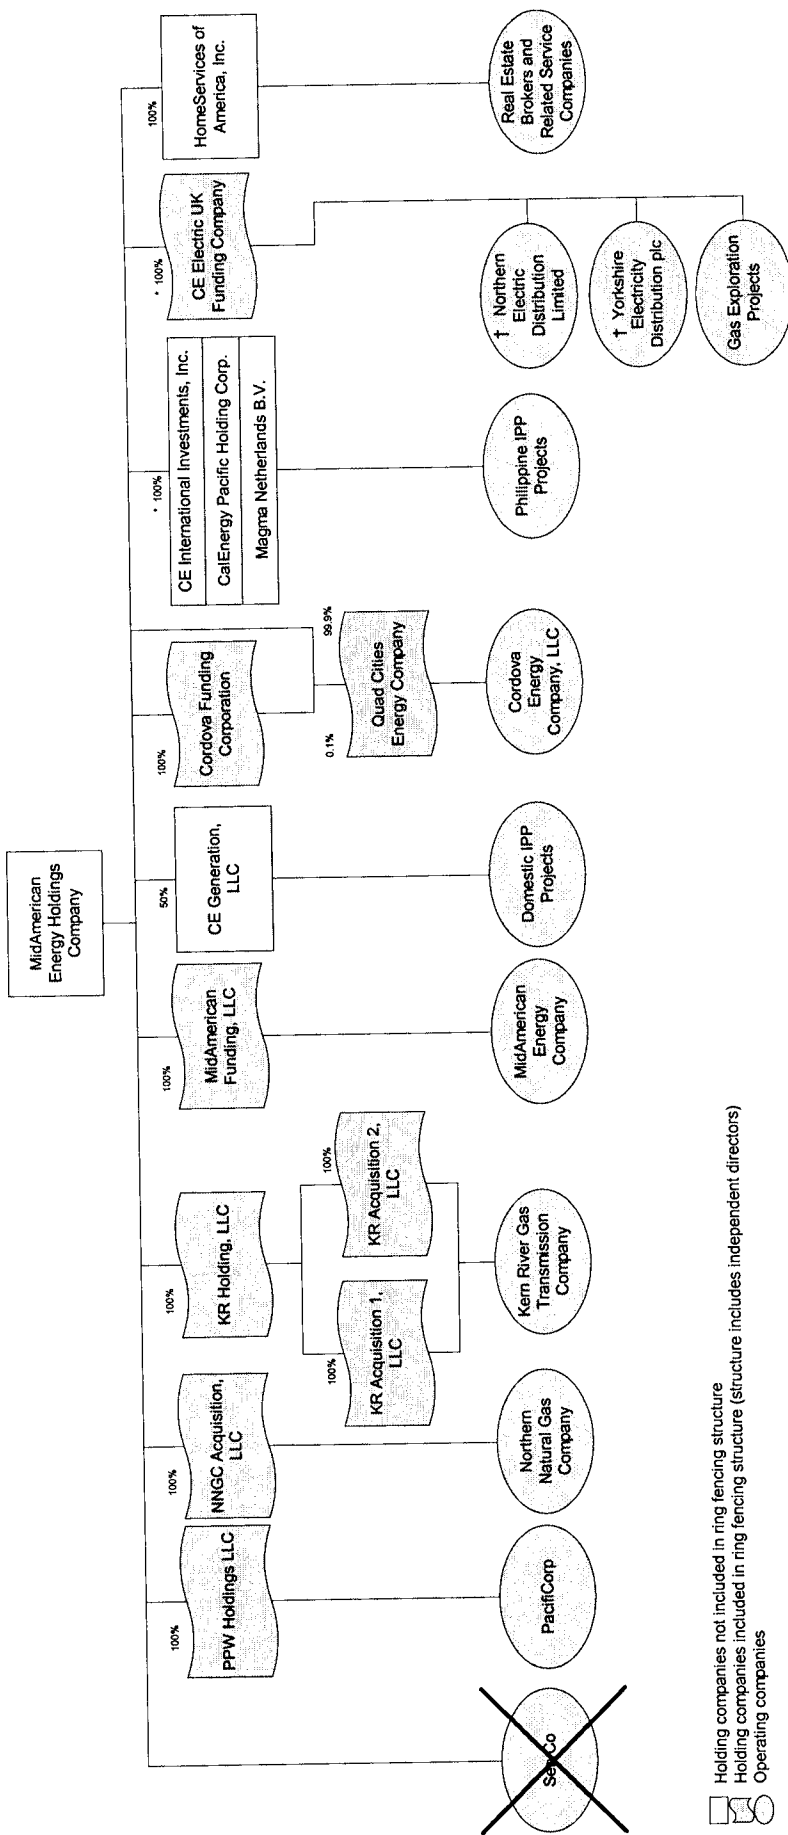 MidAmerican
Energy Holdings
Company
100%
PPW Holdings LLC
PacifiCorp
100%
NNGC Acquisition,
LLC
Northern
Natural Gas
Company
100%
KR Holding, LLC
100%
KR Acquisition 1,
LLC
100%
KR Acquisition 2,
LLC
Kern River Gas
Transmission
Company
100%
MidAmerican
Funding, LLC
MidAmerican
Energy
Company
50%
CE Generation,
LLC
Domestic IPP
Projects
100%
Cordova Funding
Corporation
0.1%
99.9%
Quad Cities
Energy Company
Cordova
Energy
Company, LLC
* 100%
CE International Investments, Inc.
CalEnergy Pacific Holding Corp.
Magma Netherlands B.V.
Philippine IPP
Projects
* 100%
CE Electric UK
Funding Company
† Northern
Electric
Distribution
Limited
† Yorkshire
Electricity
Distribution plc
Gas Exploration
Projects
100%
HomeServices of
America, Inc.
Real Estate
Brokers and
Related Service
Companies
Holding companies not included in ring fencing structure
Holding companies included in ring fencing structure (structure includes independent directors)
Operating companies